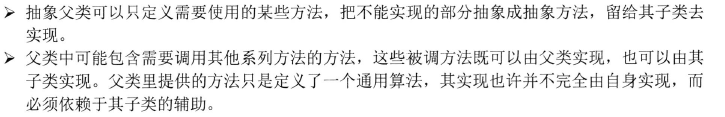 ➢ 抽象父类可以只定义需要使用的某些方法，把不能实现的部分抽象成抽象方法，留给其子类去
实现。
➢ 父类中可能包含需要调用其他系列方法的方法，这些被调方法既可以由父类实现，也可以由其
子类实现。父类里提供的方法只是定义了一个通用算法，其实现也许并不完全由自身实现，而
必须依赖于其子类的辅助。